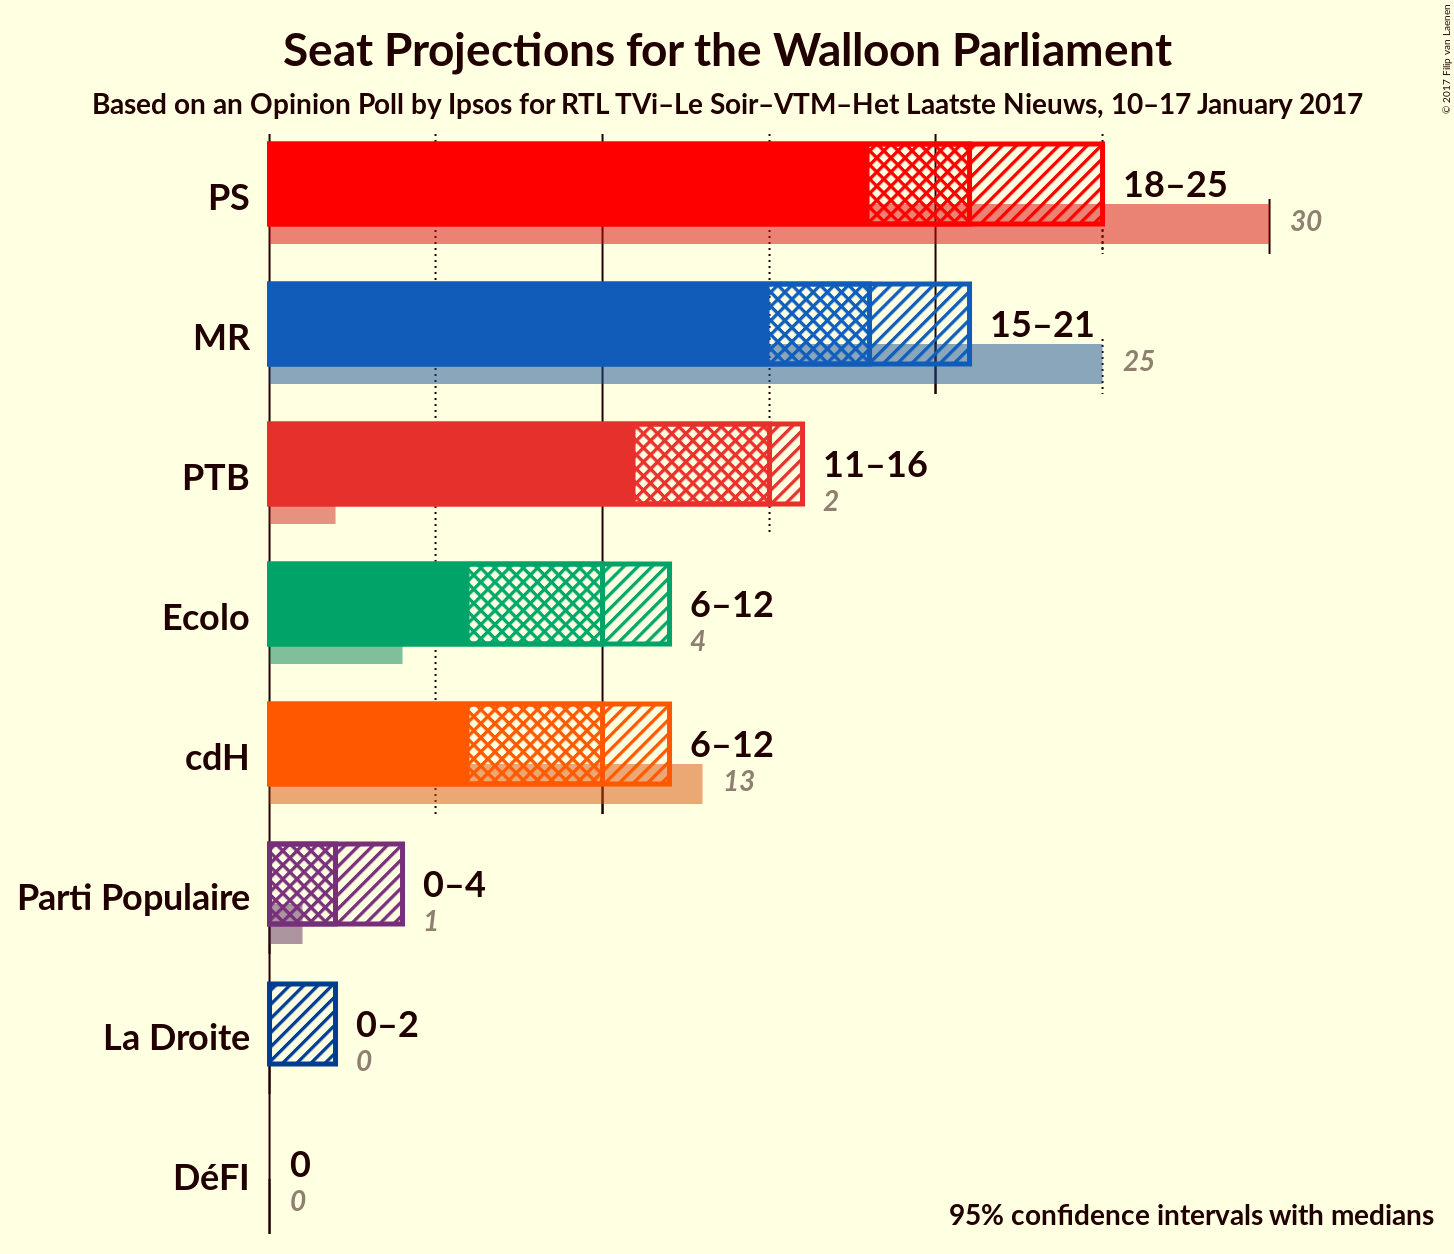 Seat Projections for the Walloon Parliament
Based on an Opinion Poll by Ipsos for RTL TVi–Le Soir–VTM–Het Laatste Nieuws, 10–17 January 2017
© 2017 Filip van Laenen
PS
18–25
30
MR
15–21
25
PTB
11–16
2
Ecolo
6–12
4
cdH
6–12
13
Parti Populaire
0–4
1
La Droite
0–2
0
DéFI
0
0
95% confidence intervals with medians